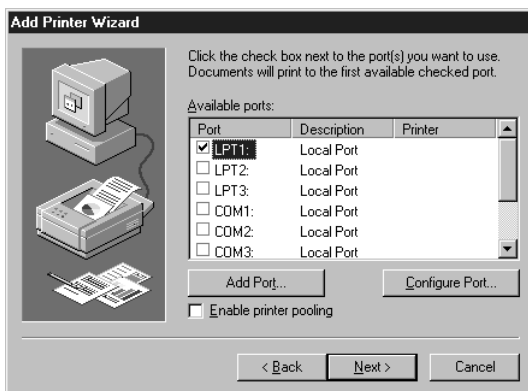 Add Printer Wizard
Click the check box next to the port(s) you want to use.
Documents will print to the first available checked port.
Available ports:
Port Description Printer
LPT1: Local Port
LPT2: Local Port
LPT3: Local Port
COM1: Local Port
COM2: Local Port
COM3: Local Port
Add Port... Configure Port...
Enable printer pooling
< Back Next > Cancel